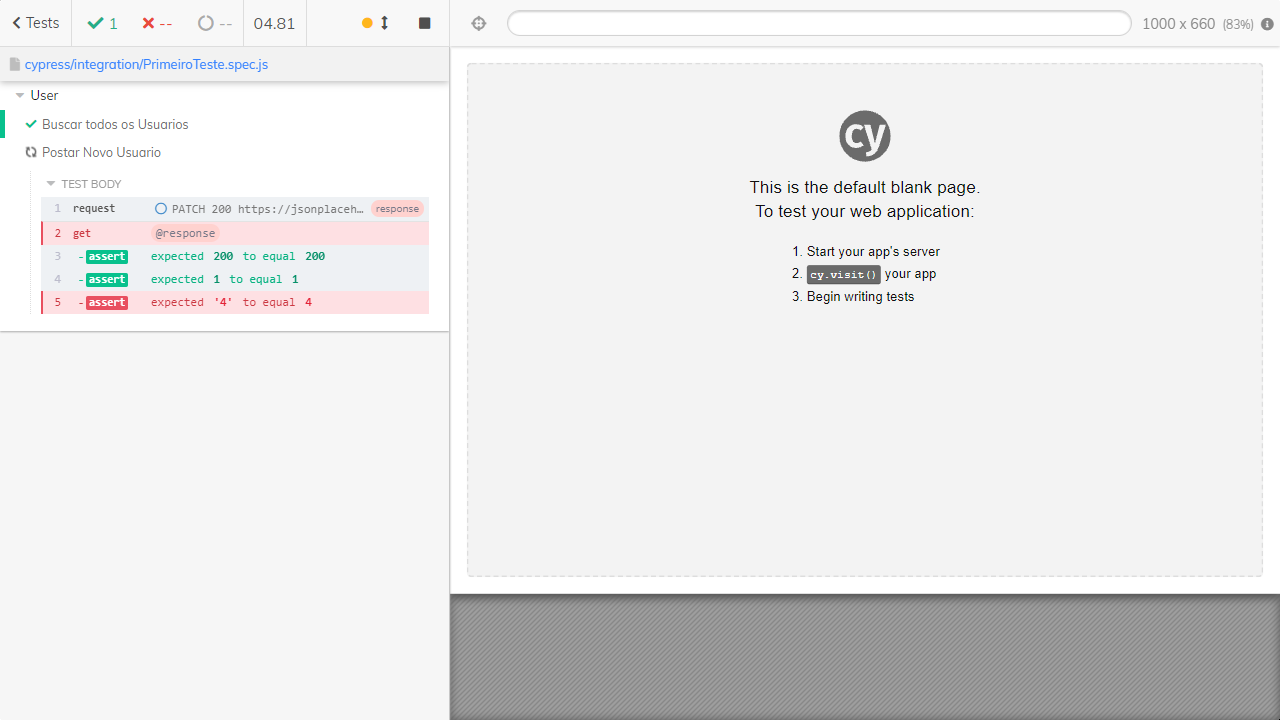 Tests 1 -- -- 04.81
1000 x 660 (83%)
cypress/integration/PrimeiroTeste.spec.js
User
Buscar todos os Usuarios
Postar Novo Usuario
TEST BODY
1 request PATCH 200 https://jsonplaceh… response
2 get @response
3 -assert expected 200 to equal 200
4 -assert expected 1 to equal 1
5 -assert expected '4' to equal 4
cy
This is the default blank page.
To test your web application:
1. Start your app's server
2. cy.visit() your app
3. Begin writing tests